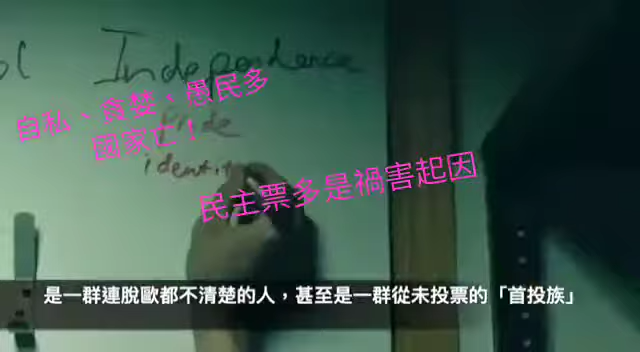 ol Independence
自私、貪婪，愚民多
國家亡！
Pride
identit
民主票多是禍害起因
是一群連脫歐都不清楚的人，甚至是一群從未投票的「首投族」